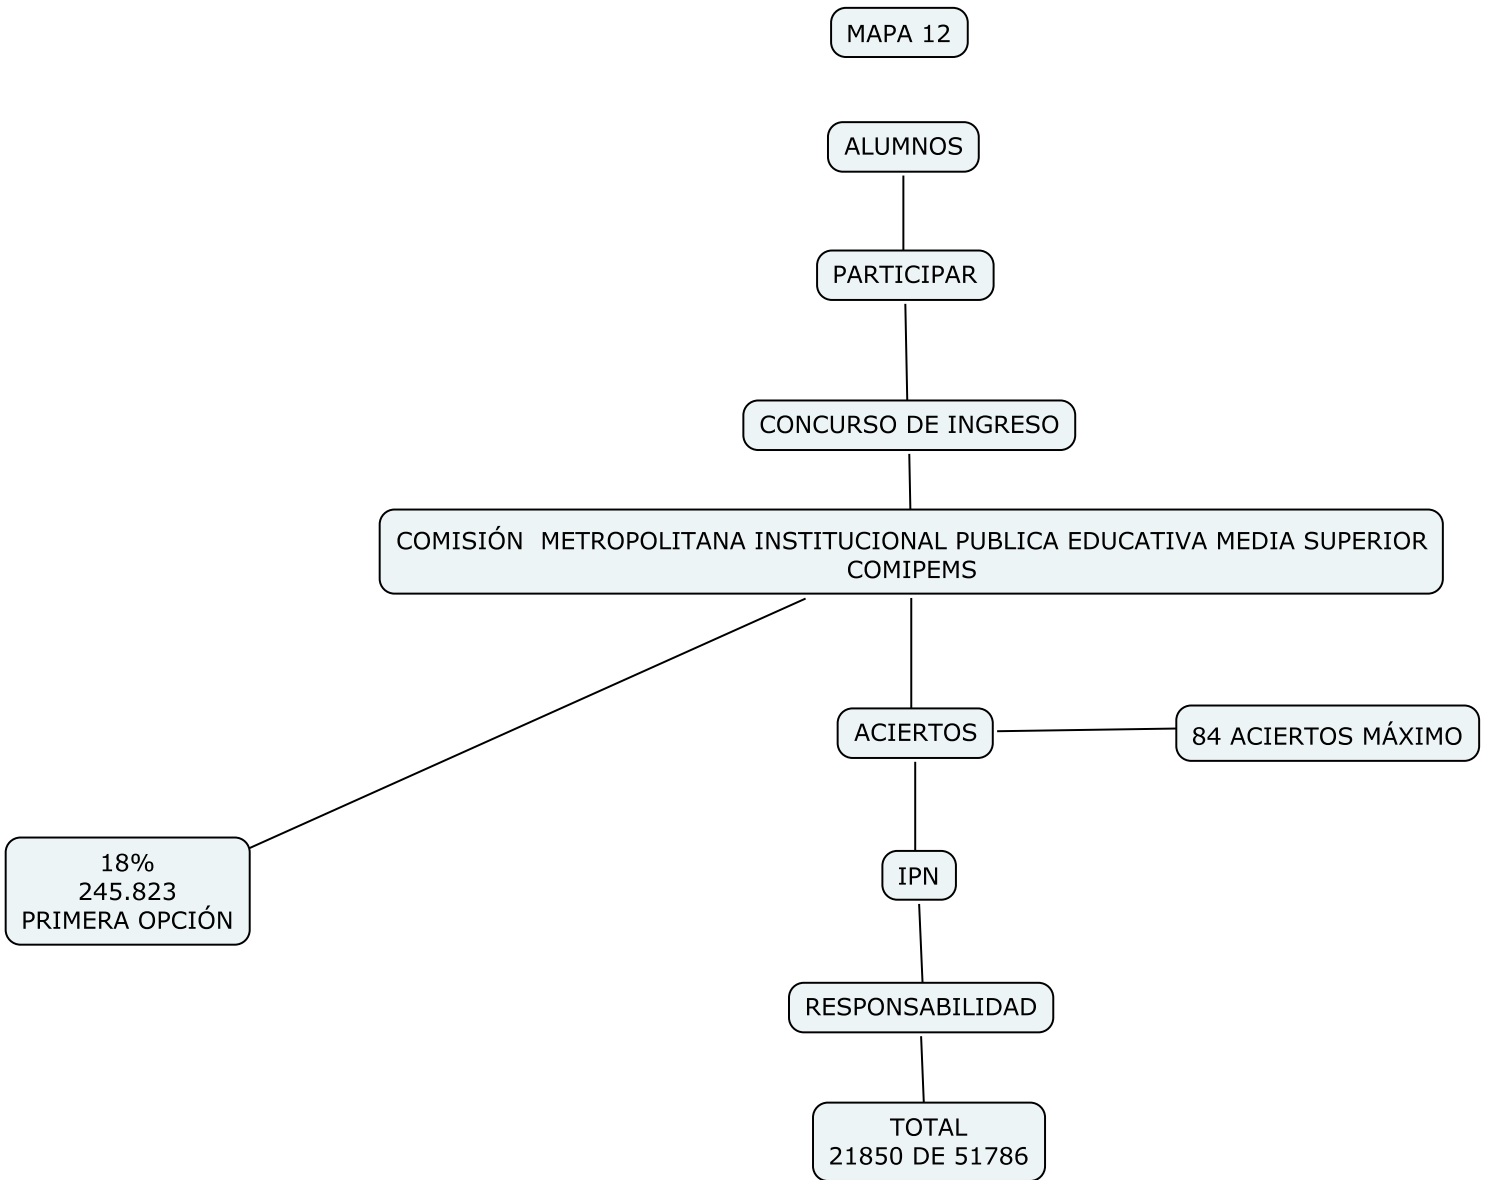 MAPA 12
ALUMNOS
PARTICIPAR
CONCURSO DE INGRESO
COMISIÓN  METROPOLITANA INSTITUCIONAL PUBLICA EDUCATIVA MEDIA SUPERIOR
COMIPEMS
ACIERTOS
84 ACIERTOS MÁXIMO
18%
245.823
PRIMERA OPCIÓN
IPN
RESPONSABILIDAD
TOTAL
21850 DE 51786